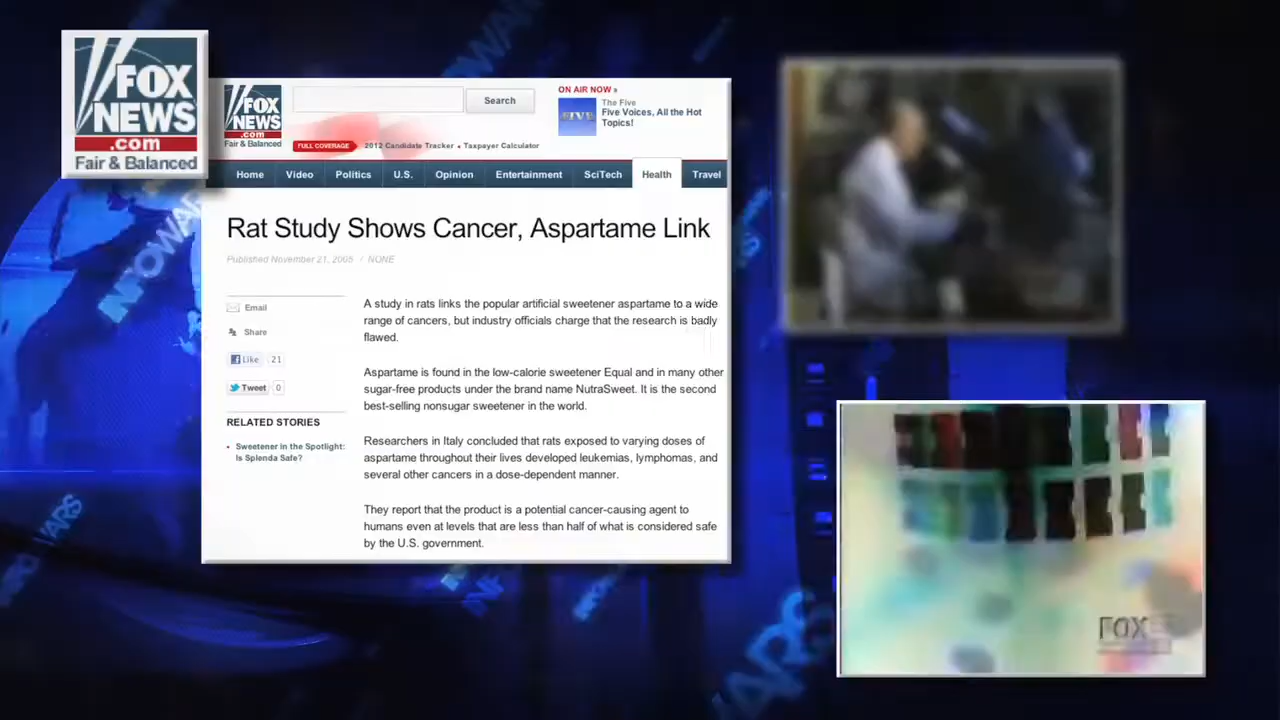 FOX
NEWS
.com
Fair & Balanced
FOX
NEWS
.com
Fair & Balanced
Search
ON AIR NOW »
The Five
Five Voices, All the Hot
Topics!
FIVE
FULL COVERAGE
2012 Candidate Tracker • Taxpayer Calculator
Home Video Politics U.S. Opinion Entertainment SciTech Health Travel
Rat Study Shows Cancer, Aspartame Link
Published November 21, 2005 / NONE
Email
Share
Like 21
Tweet 0
RELATED STORIES
• Sweetener in the Spotlight:
Is Splenda Safe?
A study in rats links the popular artificial sweetener aspartame to a wide
range of cancers, but industry officials charge that the research is badly
flawed.
Aspartame is found in the low-calorie sweetener Equal and in many other
sugar-free products under the brand name NutraSweet. It is the second
best-selling nonsugar sweetener in the world.
Researchers in Italy concluded that rats exposed to varying doses of
aspartame throughout their lives developed leukemias, lymphomas, and
several other cancers in a dose-dependent manner.
They report that the product is a potential cancer-causing agent to
humans even at levels that are less than half of what is considered safe
by the U.S. government.
INFOWARS
INFOWARS
INFOWARS
INFOWARS
FOX